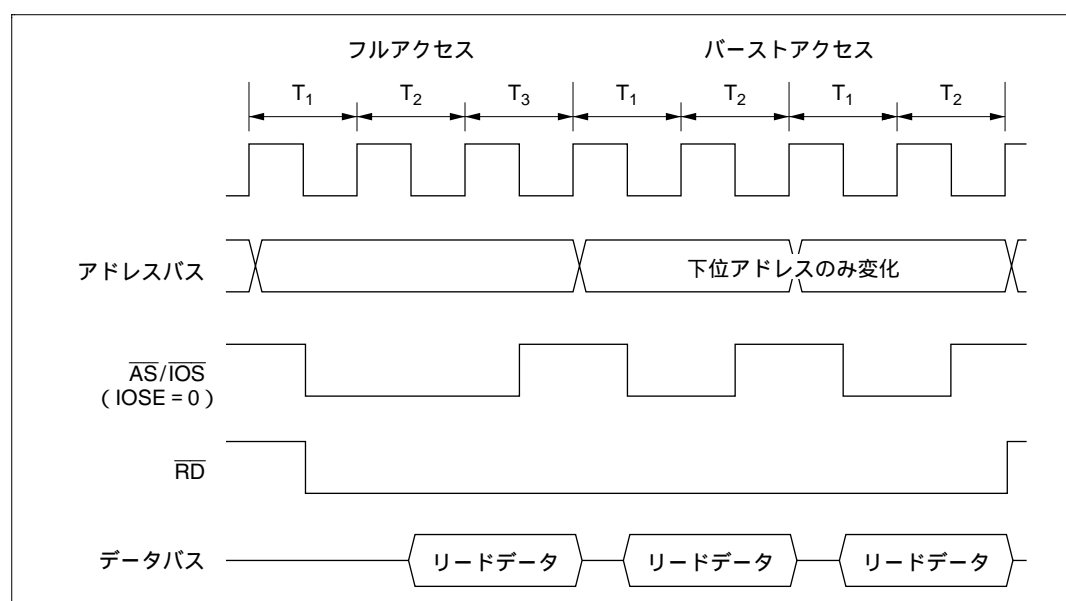 フルアクセス バーストアクセス
T1 T2 T3 T1 T2 T1 T2
アドレスバス
下位アドレスのみ変化
AS/IOS
( IOSE = 0 )
RD
データバス
リードデータ リードデータ リードデータ